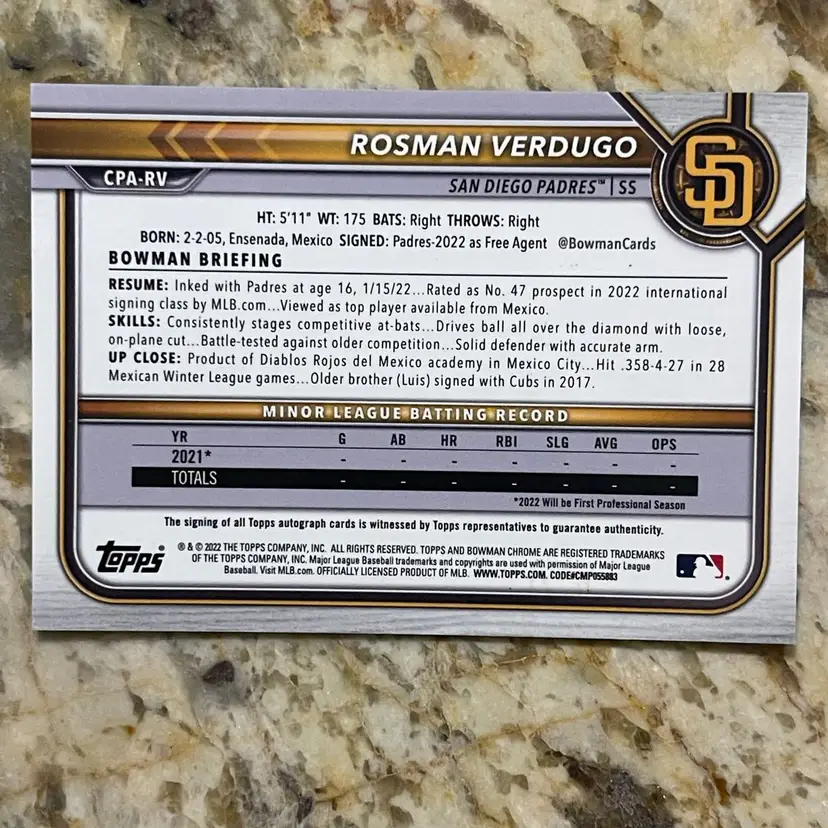 ROSMAN VERDUGO
CPA-RV
SAN DIEGO PADRES™ | SS
SD
HT: 5'11" WT: 175 BATS: Right THROWS: Right
BORN: 2-2-05, Ensenada, Mexico SIGNED: Padres-2022 as Free Agent @BowmanCards
BOWMAN BRIEFING
RESUME: Inked with Padres at age 16, 1/15/22...Rated as No. 47 prospect in 2022 international
signing class by MLB.com...Viewed as top player available from Mexico.
SKILLS: Consistently stages competitive at-bats...Drives ball all over the diamond with loose,
on-plane cut...Battle-tested against older competition...Solid defender with accurate arm.
UP CLOSE: Product of Diablos Rojos del Mexico academy in Mexico City...Hit .358-4-27 in 28
Mexican Winter League games...Older brother (Luis) signed with Cubs in 2017.
MINOR LEAGUE BATTING RECORD
YR G AB HR RBI SLG AVG OPS
2021* - - - - - - -
TOTALS - - - - - - -
*2022 Will be First Professional Season
The signing of all Topps autograph cards is witnessed by Topps representatives to guarantee authenticity.
topps
® & © 2022 THE TOPPS COMPANY, INC. ALL RIGHTS RESERVED. TOPPS AND BOWMAN CHROME ARE REGISTERED TRADEMARKS
OF THE TOPPS COMPANY, INC. Major League Baseball trademarks and copyrights are used with permission of Major League
Baseball. Visit MLB.com. OFFICIALLY LICENSED PRODUCT OF MLB. WWW.TOPPS.COM. CODE#CMP055883